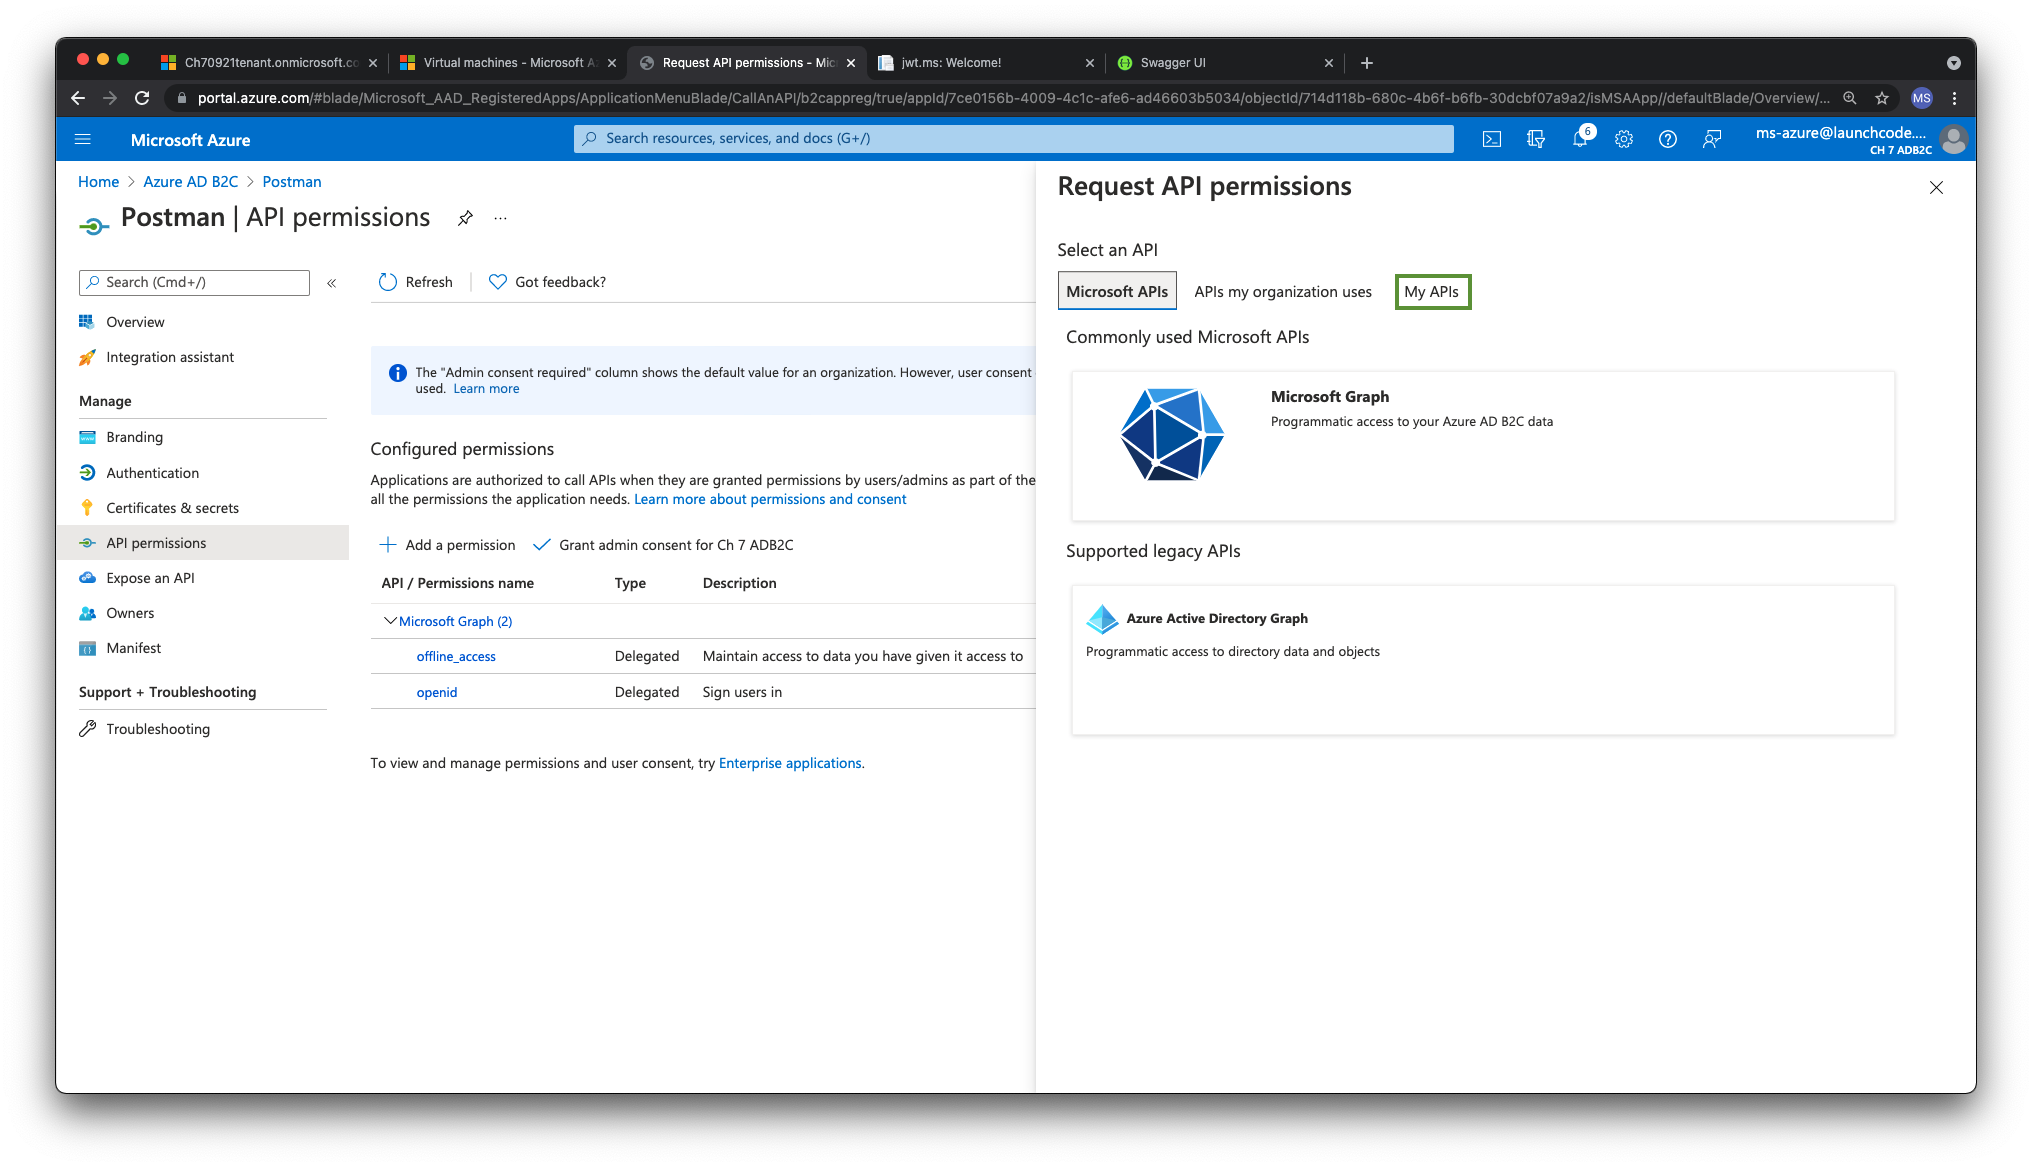 Ch70921tenant.onmicrosoft.co
Virtual machines - Microsoft A
Request API permissions - Mic
jwt.ms: Welcome!
Swagger UI
portal.azure.com/#blade/Microsoft_AAD_RegisteredApps/ApplicationMenuBlade/CallAnAPI/b2cappreg/true/appId/7ce0156b-4009-4c1c-afe6-ad46603b5034/objectId/714d118b-680c-4b6f-b6fb-30dcbf07a9a2/isMSAApp//defaultBlade/Overview/...
MS
Microsoft Azure
Search resources, services, and docs (G+/)
6
ms-azure@launchcode....
CH 7 ADB2C
Home > Azure AD B2C > Postman
Postman | API permissions
...
Search (Cmd+/)
«
Overview
Integration assistant
Manage
Branding
Authentication
Certificates & secrets
API permissions
Expose an API
Owners
Manifest
Support + Troubleshooting
Troubleshooting
Refresh
Got feedback?
The "Admin consent required" column shows the default value for an organization. However, user consent
used. Learn more
Configured permissions
Applications are authorized to call APIs when they are granted permissions by users/admins as part of the
all the permissions the application needs. Learn more about permissions and consent
Add a permission
Grant admin consent for Ch 7 ADB2C
API / Permissions name Type Description
Microsoft Graph (2)
offline_access Delegated Maintain access to data you have given it access to
openid Delegated Sign users in
To view and manage permissions and user consent, try Enterprise applications.
Request API permissions
Select an API
Microsoft APIs APIs my organization uses My APIs
Commonly used Microsoft APIs
Microsoft Graph
Programmatic access to your Azure AD B2C data
Supported legacy APIs
Azure Active Directory Graph
Programmatic access to directory data and objects